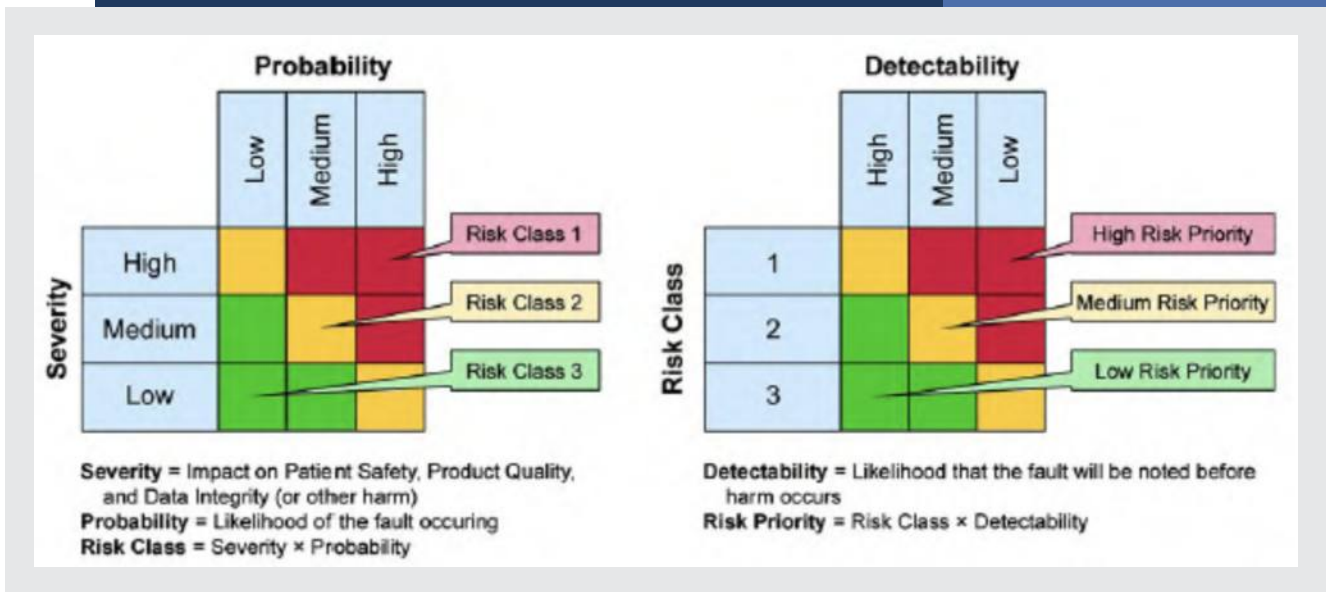 Probability
Low
Medium
High
Severity
High
Medium
Low
Risk Class 1
Risk Class 2
Risk Class 3
Severity = Impact on Patient Safety, Product Quality,
and Data Integrity (or other harm)
Probability = Likelihood of the fault occuring
Risk Class = Severity × Probability
Detectability
High
Medium
Low
Risk Class
1
2
3
High Risk Priority
Medium Risk Priority
Low Risk Priority
Detectability = Likelihood that the fault will be noted before
harm occurs
Risk Priority = Risk Class × Detectability